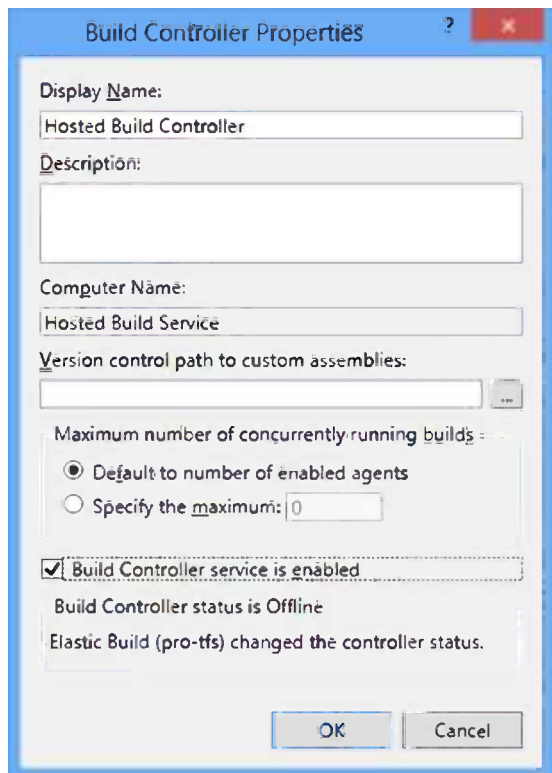 Build Controller Properties
?
Display Name:
Hosted Build Controller
Description:
Computer Name:
Hosted Build Service
Version control path to custom assemblies:
...
Maximum number of concurrently running builds
Default to number of enabled agents
Specify the maximum: 0
Build Controller service is enabled
Build Controller status is Offline
Elastic Build (pro-tfs) changed the controller status.
OK Cancel